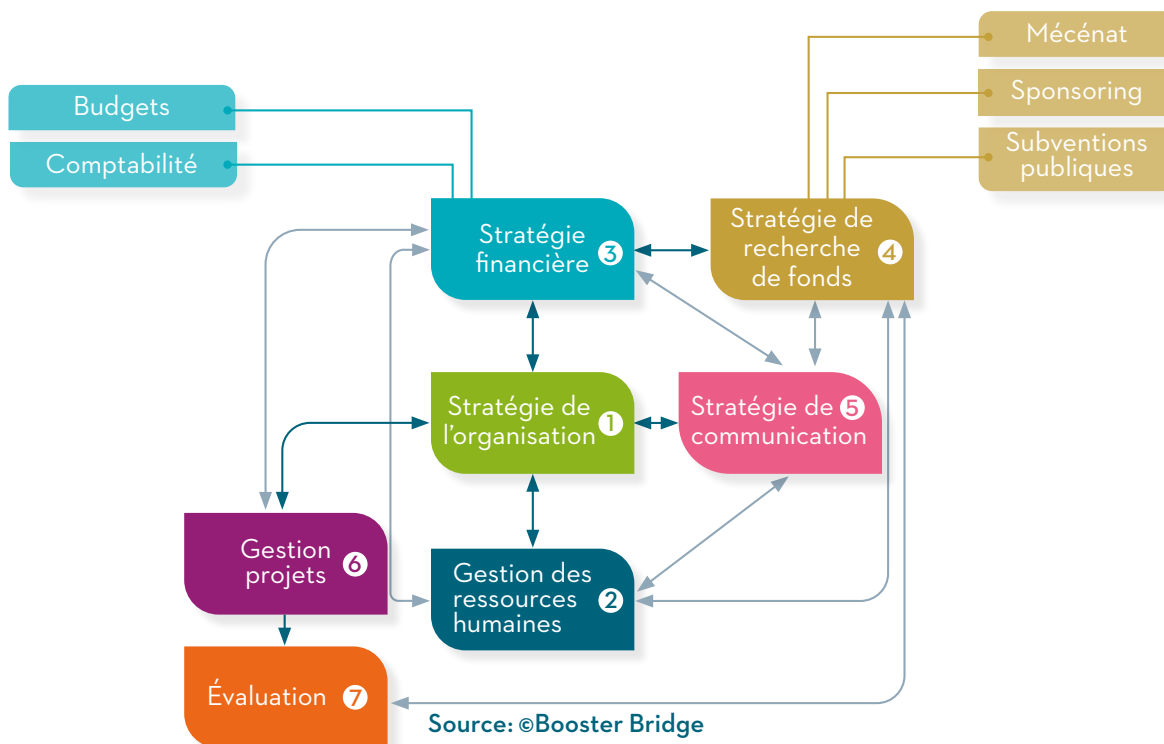 Mécénat
Budgets
Sponsoring
Comptabilité
Subventions
publiques
Stratégie
financière 3
Stratégie de
recherche
de fonds 4
Stratégie de
l'organisation 1
Stratégie de 5
communication
Gestion
projets 6
Gestion des
ressources 2
humaines
Évaluation 7
Source: ©Booster Bridge